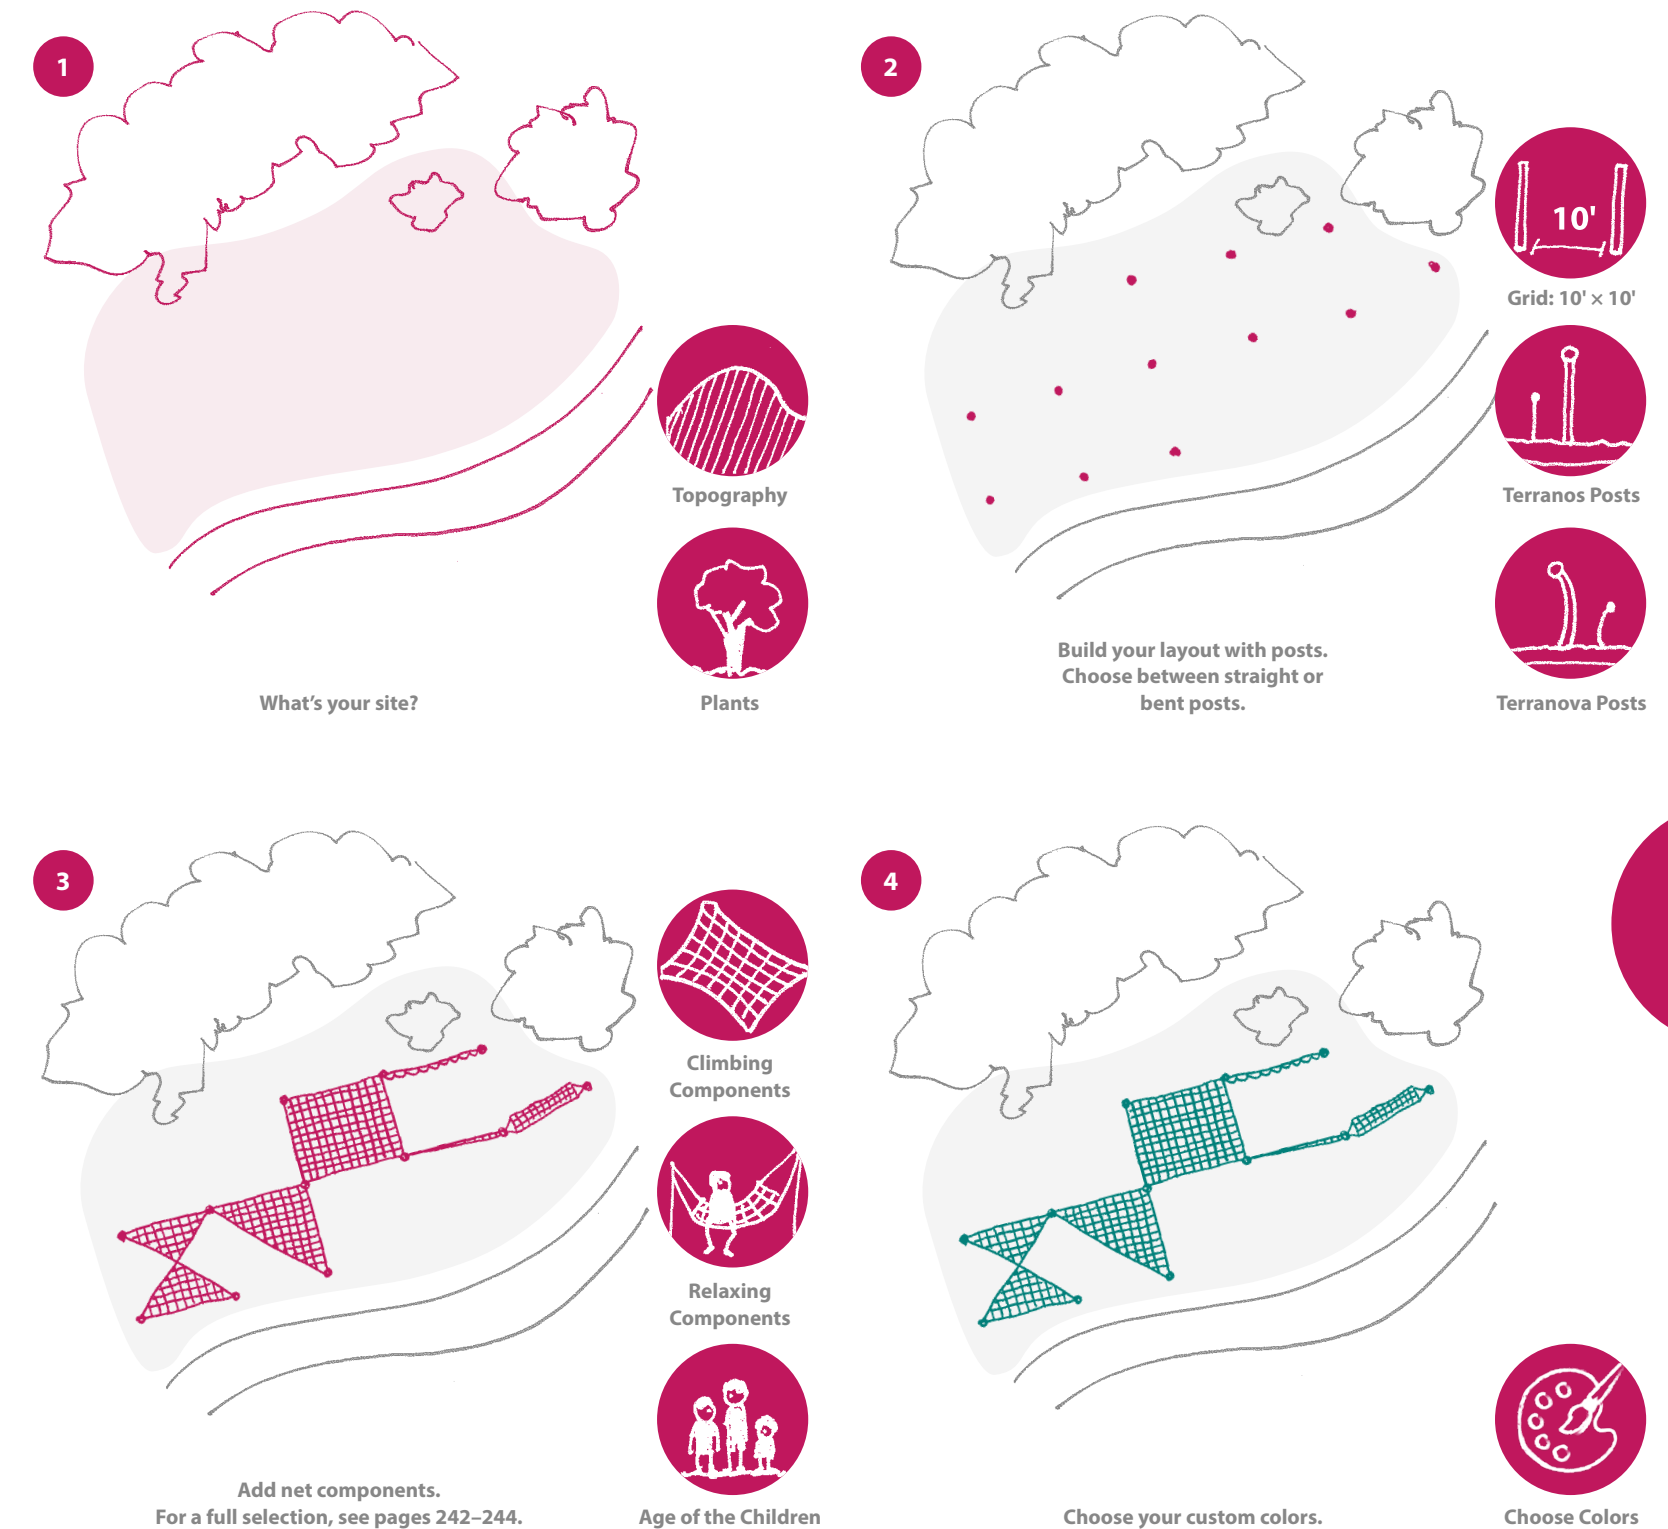 1
Topography
Plants
What’s your site?
2
10'
Grid: 10' × 10'
Terranos Posts
Terranova Posts
Build your layout with posts.
Choose between straight or
bent posts.
3
Climbing
Components
Relaxing
Components
Age of the Children
Add net components.
For a full selection, see pages 242–244.
4
Choose your custom colors.
Choose Colors